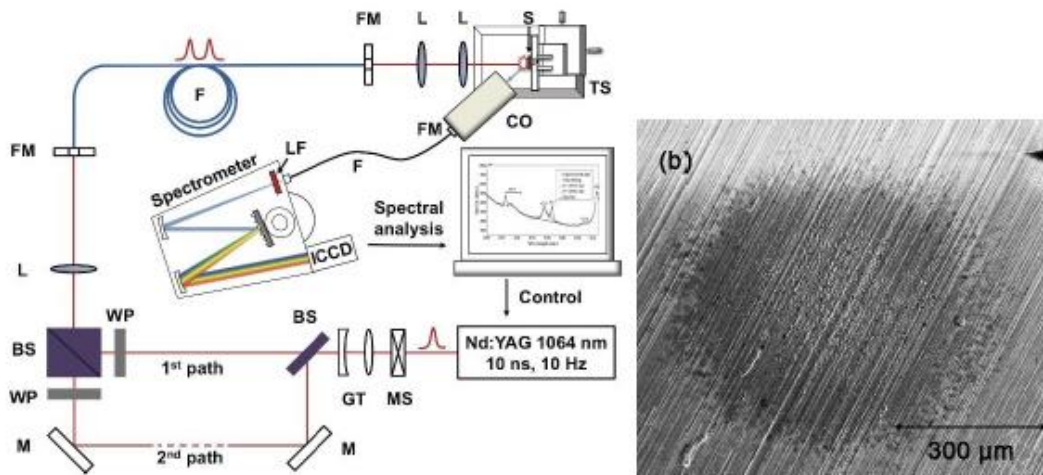 FM
L
L
S
F
TS
FM
CO
FM
LF
F
Spectrometer
Spectral
analysis
ICCD
L
Control
WP
BS
BS
1st path
Nd:YAG 1064 nm
10 ns, 10 Hz
WP
GT
MS
M
2nd path
M
(b)
300 µm